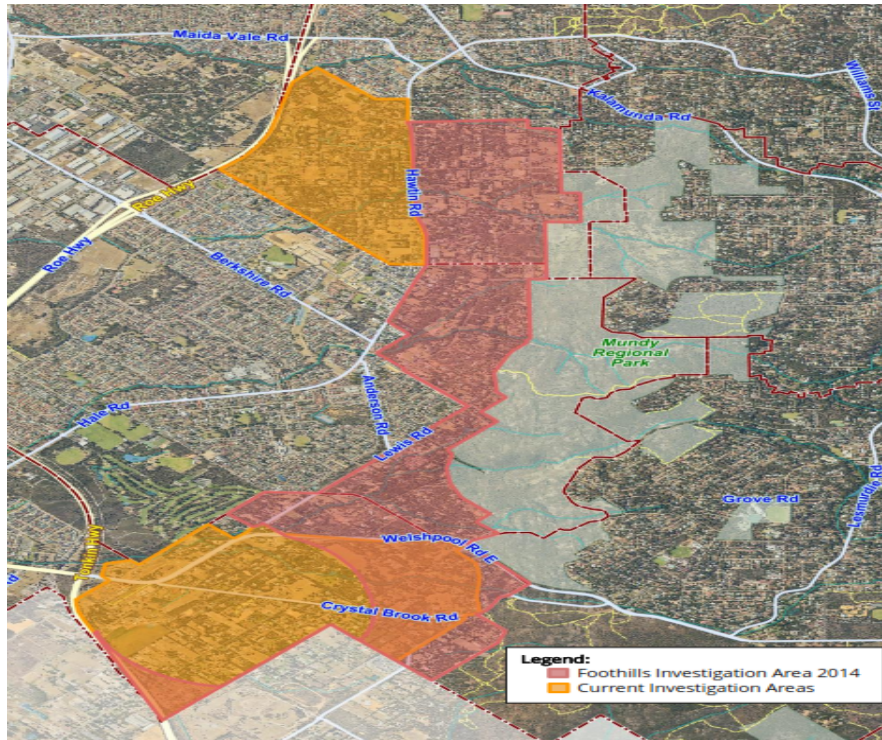 Maida Vale Rd
Williams St
Kalamunda Rd
Hawtin Rd
Roe Hwy
Roe Hwy
Berkshire Rd
Mundy
Regional
Park
Anderson Rd
Hale Rd
Lewis Rd
Grove Rd
Lesmurdie Rd
Welshpool Rd E
Tonkin Hwy
Crystal Brook Rd
Legend:
Foothills Investigation Area 2014
Current Investigation Areas